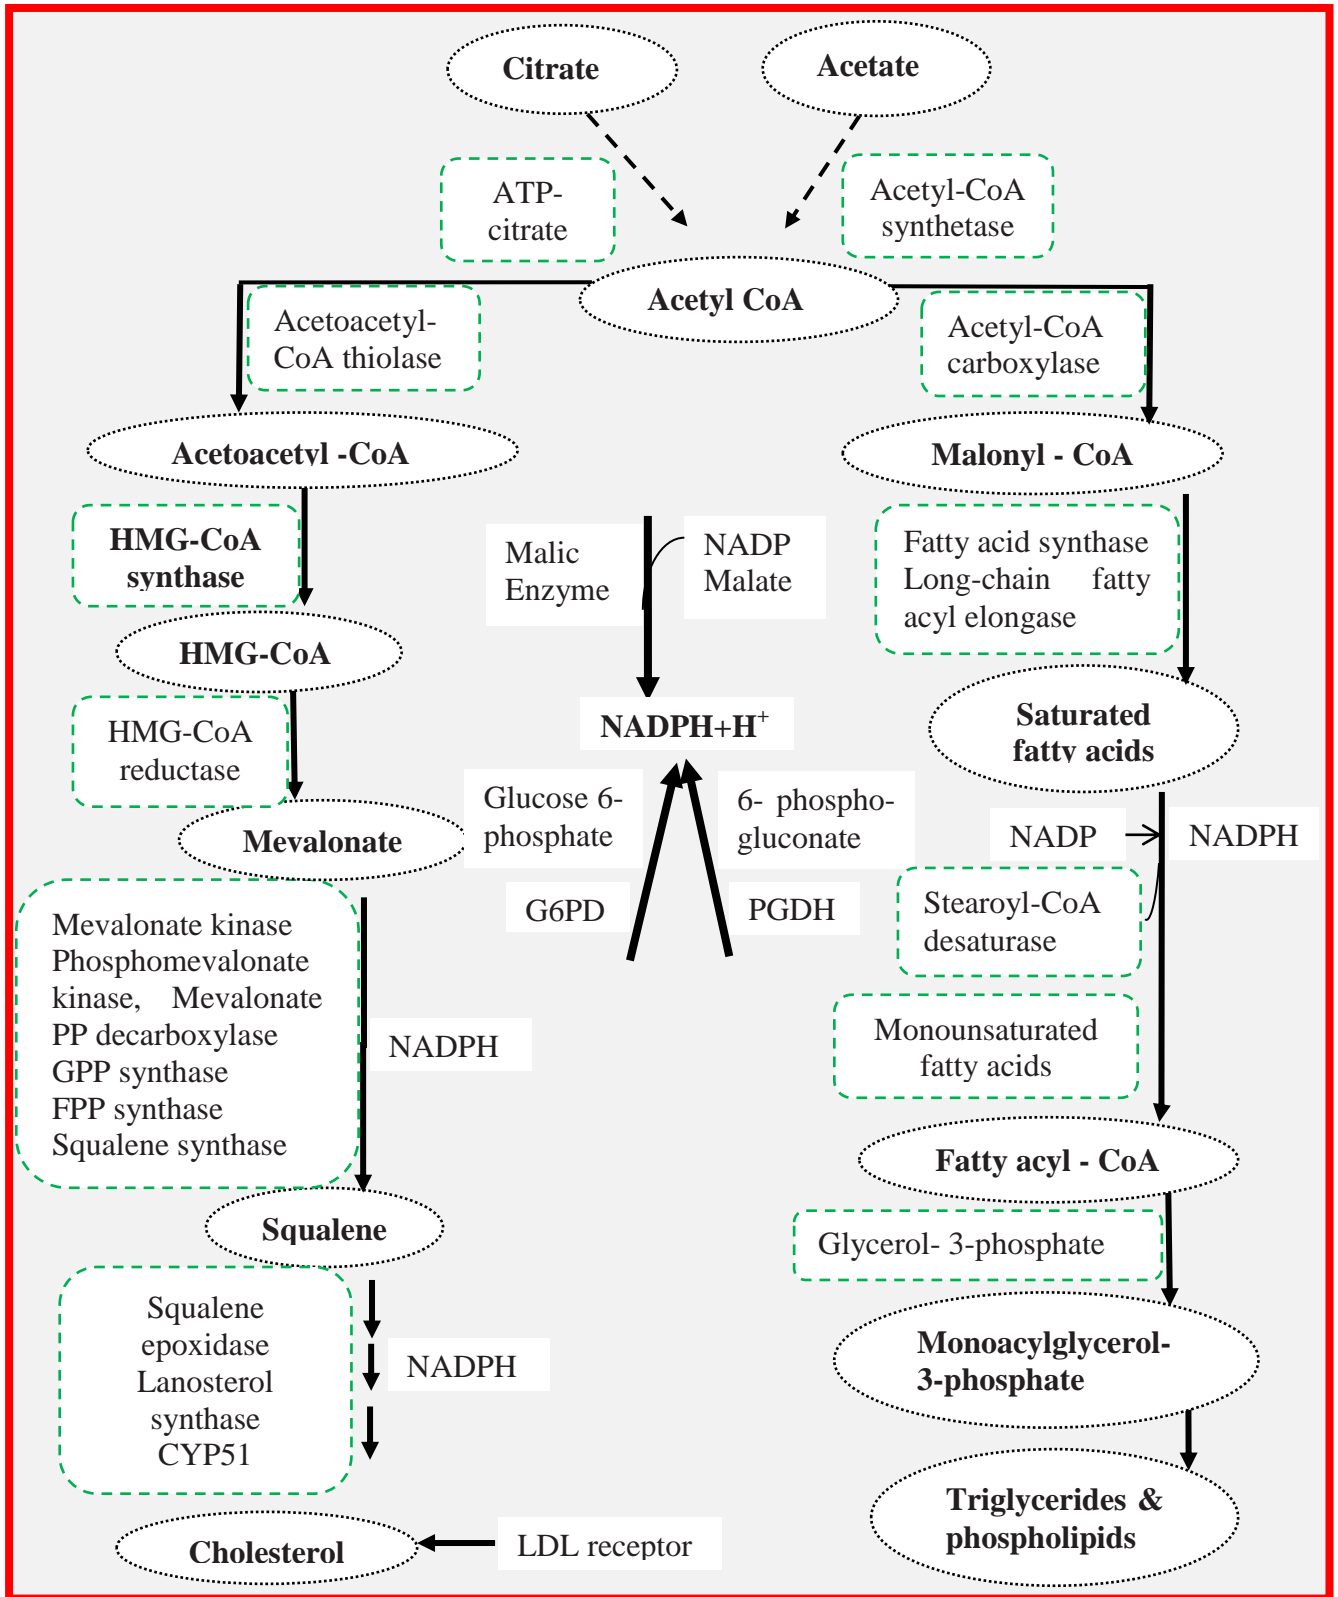 Citrate
Acetate
ATP-
citrate
Acetyl-CoA
synthetase
Acetyl CoA
Acetoacetyl-
CoA thiolase
Acetyl-CoA
carboxylase
Acetoacetyl -CoA
Malonyl - CoA
HMG-CoA
synthase
Malic
Enzyme
NADP
Malate
Fatty acid synthase
Long-chain fatty
acyl elongase
HMG-CoA
NADPH+H⁺
Saturated
fatty acids
HMG-CoA
reductase
Glucose 6-
phosphate
6- phospho-
gluconate
NADP
NADPH
Mevalonate
G6PD
PGDH
Stearoyl-CoA
desaturase
Mevalonate kinase
Phosphomevalonate
kinase, Mevalonate
PP decarboxylase
GPP synthase
FPP synthase
Squalene synthase
NADPH
Monounsaturated
fatty acids
Fatty acyl - CoA
Squalene
Glycerol- 3-phosphate
Squalene
epoxidase
Lanosterol
synthase
CYP51
NADPH
Monoacylglycerol-
3-phosphate
Triglycerides &
phospholipids
Cholesterol
LDL receptor